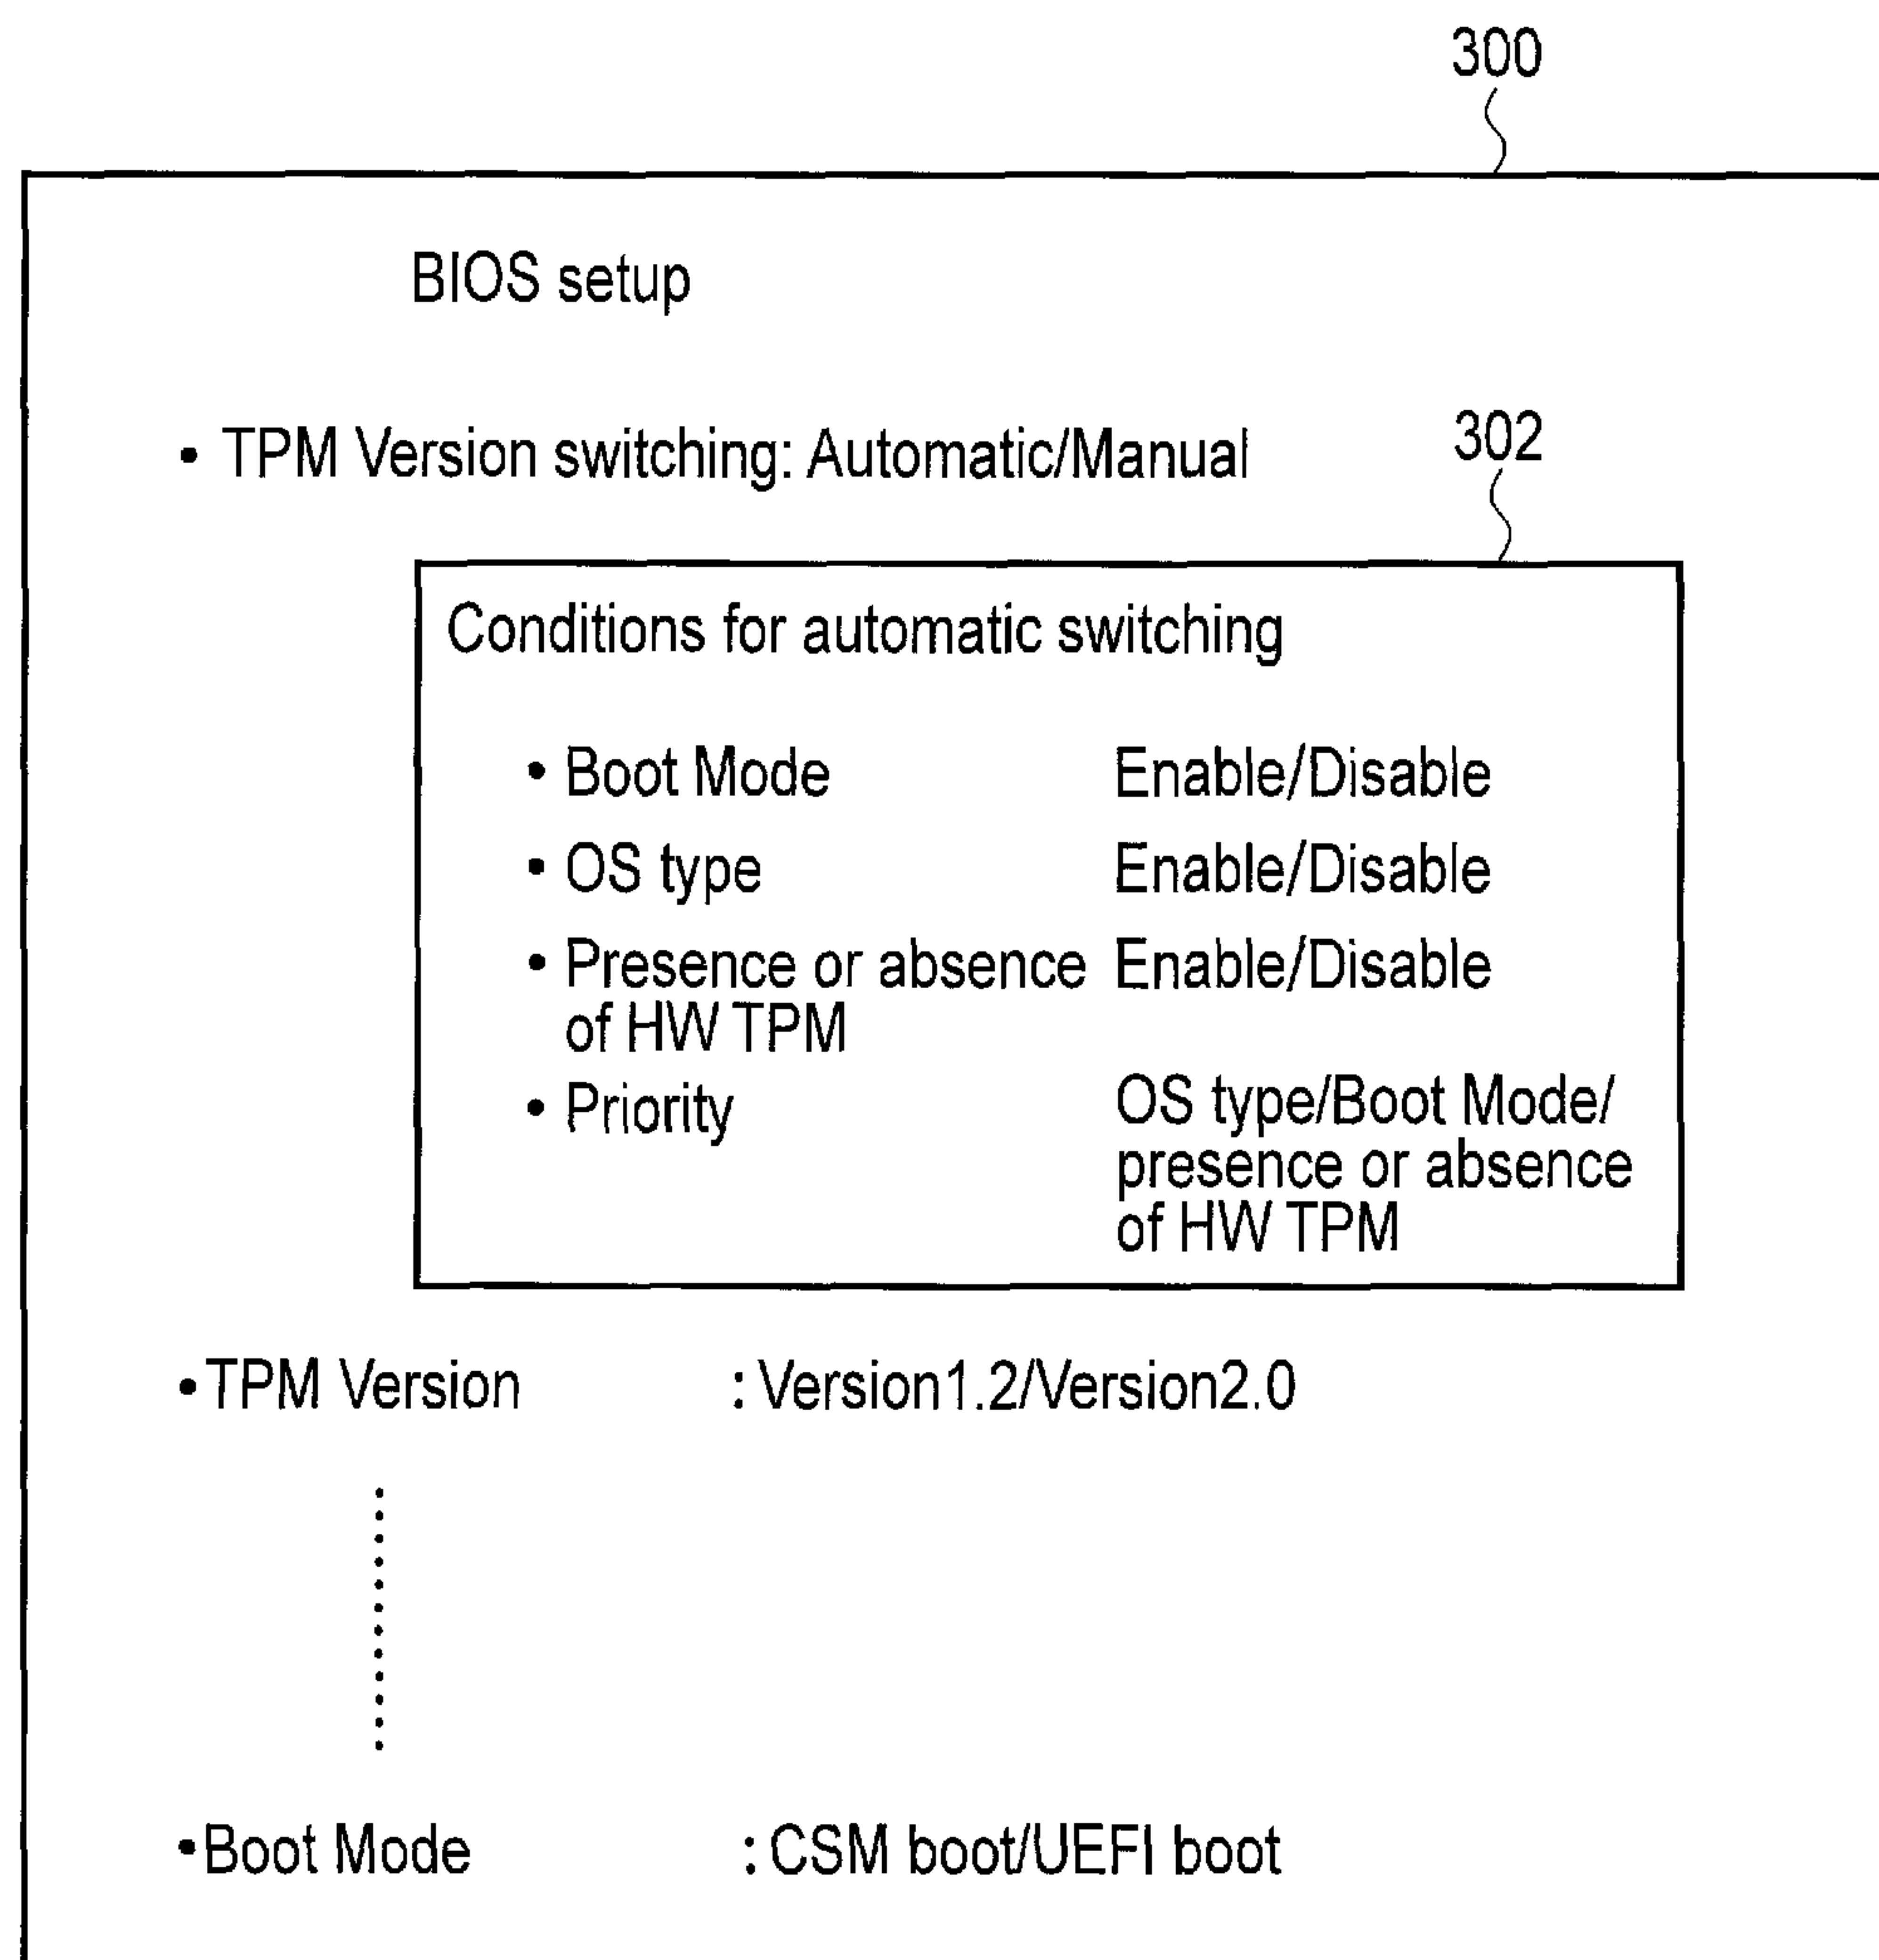 300
BIOS setup
• TPM Version switching: Automatic/Manual
302
Conditions for automatic switching
• Boot Mode Enable/Disable
• OS type Enable/Disable
• Presence or absence Enable/Disable
of HW TPM
• Priority OS type/Boot Mode/
presence or absence
of HW TPM
•TPM Version : Version1.2/Version2.0
•Boot Mode : CSM boot/UEFI boot